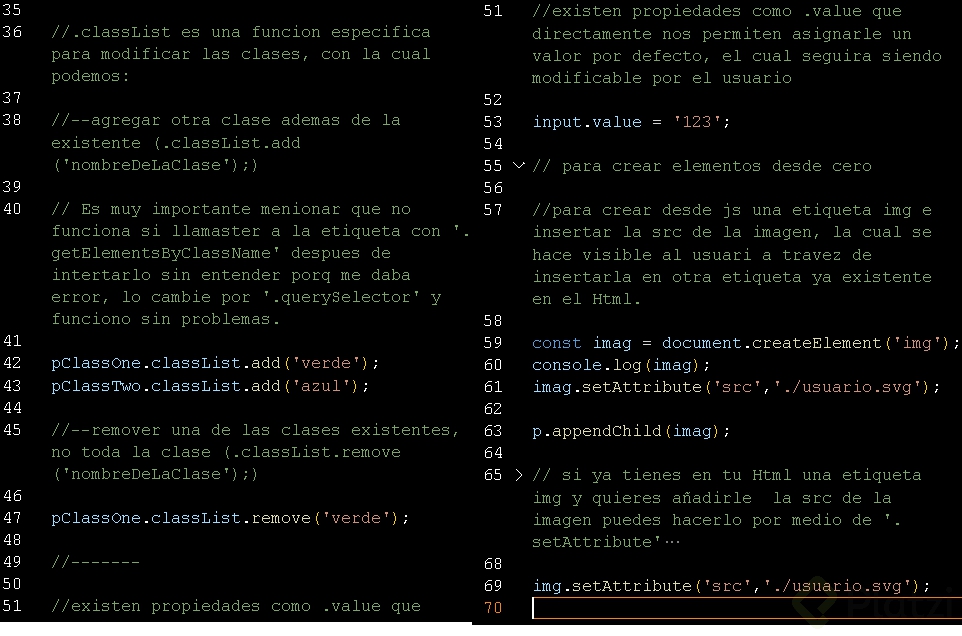 35
36 //.classList es una funcion especifica
para modificar las clases, con la cual
podemos:
37
38 //--agregar otra clase ademas de la
existente (.classList.add
('nombreDeLaClase');)
39
40 // Es muy importante menionar que no
funciona si llamaster a la etiqueta con '.
getElementsByClassName' despues de
intertarlo sin entender porq me daba
error, lo cambie por '.querySelector' y
funciono sin problemas.
41
42 pClassOne.classList.add('verde');
43 pClassTwo.classList.add('azul');
44
45 //--remover una de las clases existentes,
no toda la clase (.classList.remove
('nombreDeLaClase');)
46
47 pClassOne.classList.remove('verde');
48
49 //-------
50
51 //existen propiedades como .value que
51 //existen propiedades como .value que
directamente nos permiten asignarle un
valor por defecto, el cual seguira siendo
modificable por el usuario
52
53 input.value = '123';
54
55 // para crear elementos desde cero
56
57 //para crear desde js una etiqueta img e
insertar la src de la imagen, la cual se
hace visible al usuari a travez de
insertarla en otra etiqueta ya existente
en el Html.
58
59 const imag = document.createElement('img');
60 console.log(imag);
61 imag.setAttribute('src','./usuario.svg');
62
63 p.appendChild(imag);
64
65 // si ya tienes en tu Html una etiqueta
img y quieres añadirle  la src de la
imagen puedes hacerlo por medio de '.
setAttribute'···
68
69 img.setAttribute('src','./usuario.svg');
70
Platzi